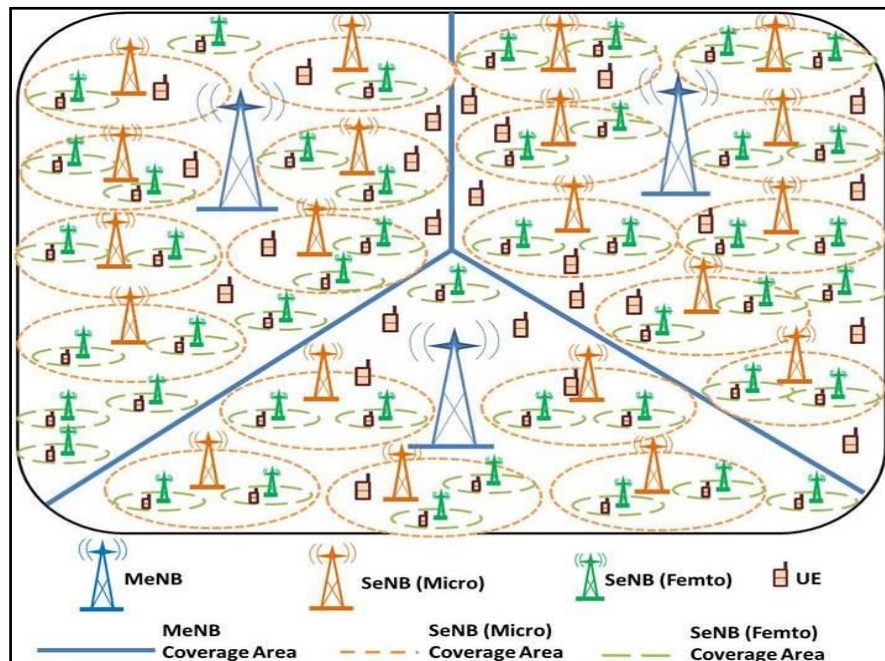 MeNB
SeNB (Micro)
SeNB (Femto)
UE
MeNB
Coverage Area
SeNB (Micro)
Coverage Area
SeNB (Femto)
Coverage Area